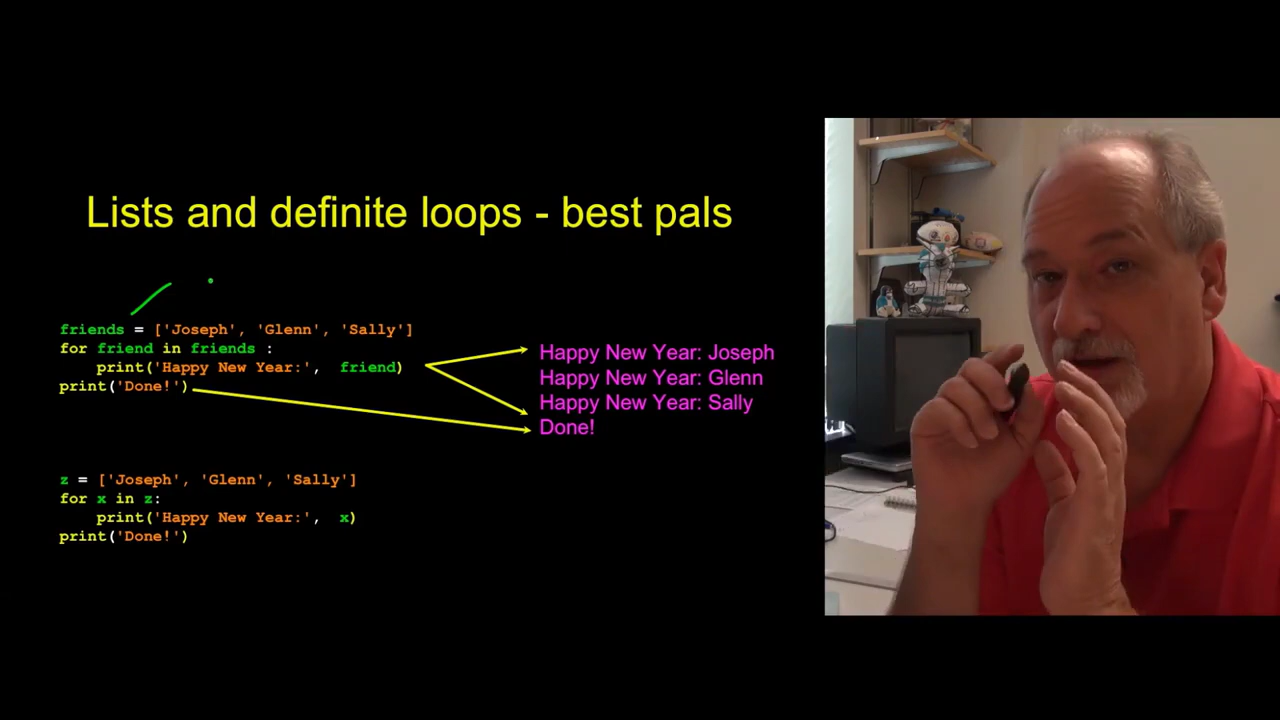 Lists and definite loops - best pals
friends = ['Joseph', 'Glenn', 'Sally']
for friend in friends :
    print('Happy New Year:',  friend)
print('Done!')
Happy New Year: Joseph
Happy New Year: Glenn
Happy New Year: Sally
Done!
z = ['Joseph', 'Glenn', 'Sally']
for x in z:
    print('Happy New Year:',  x)
print('Done!')